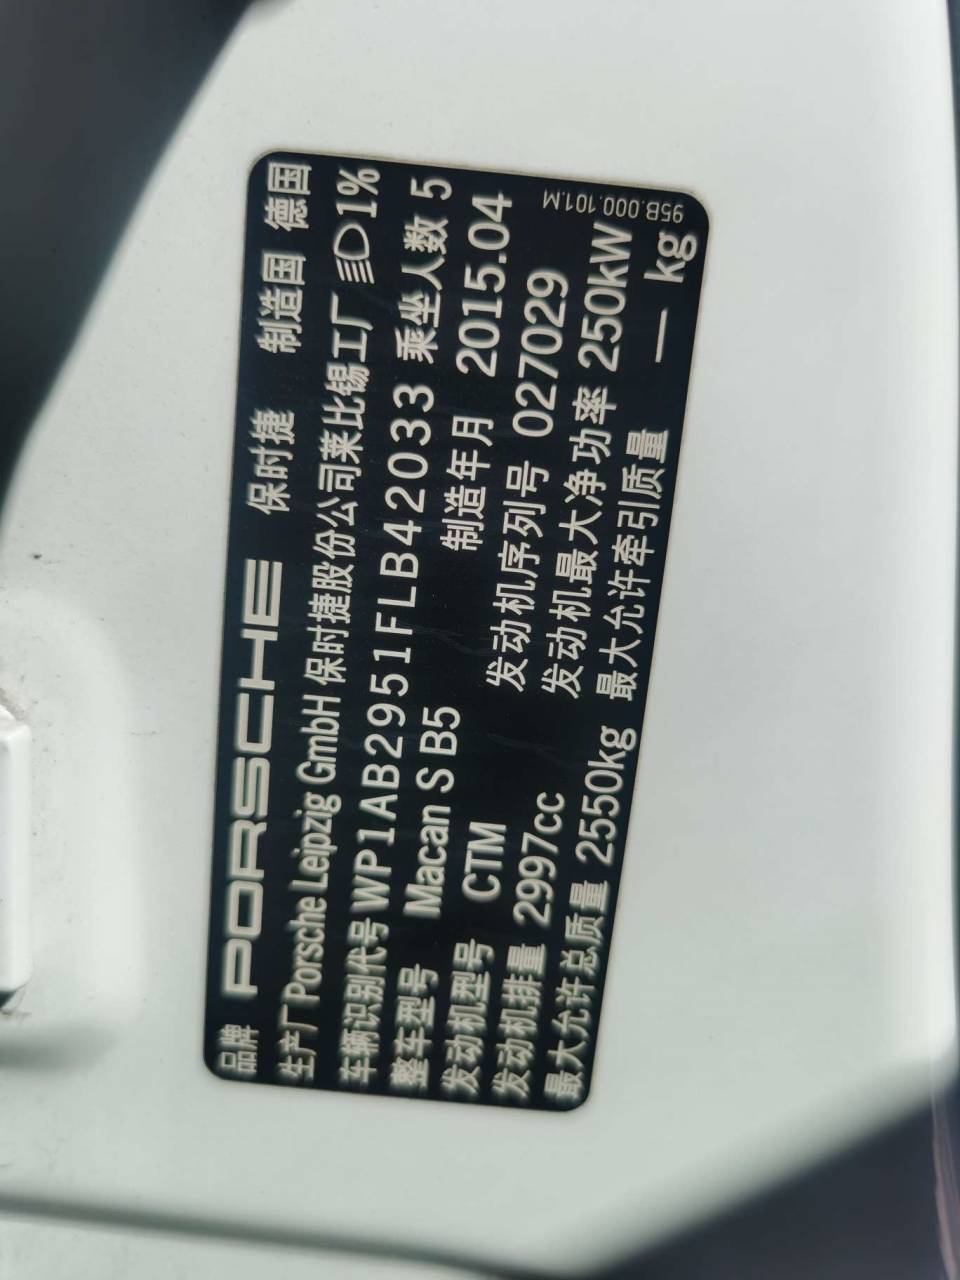 品牌 PORSCHE 保时捷 制造国 德国
生产厂 Porsche Leipzig GmbH 保时捷股份公司莱比锡工厂 1%
车辆识别代号 WP1AB2951FLB42033 乘坐人数 5
整车型号 Macan S B5 制造年月 2015.04
发动机型号 CTM 发动机序列号 027029
发动机排量 2997cc 发动机最大净功率 250kW
最大允许总质量 2550kg 最大允许牵引质量 — kg
95B.000.101.M